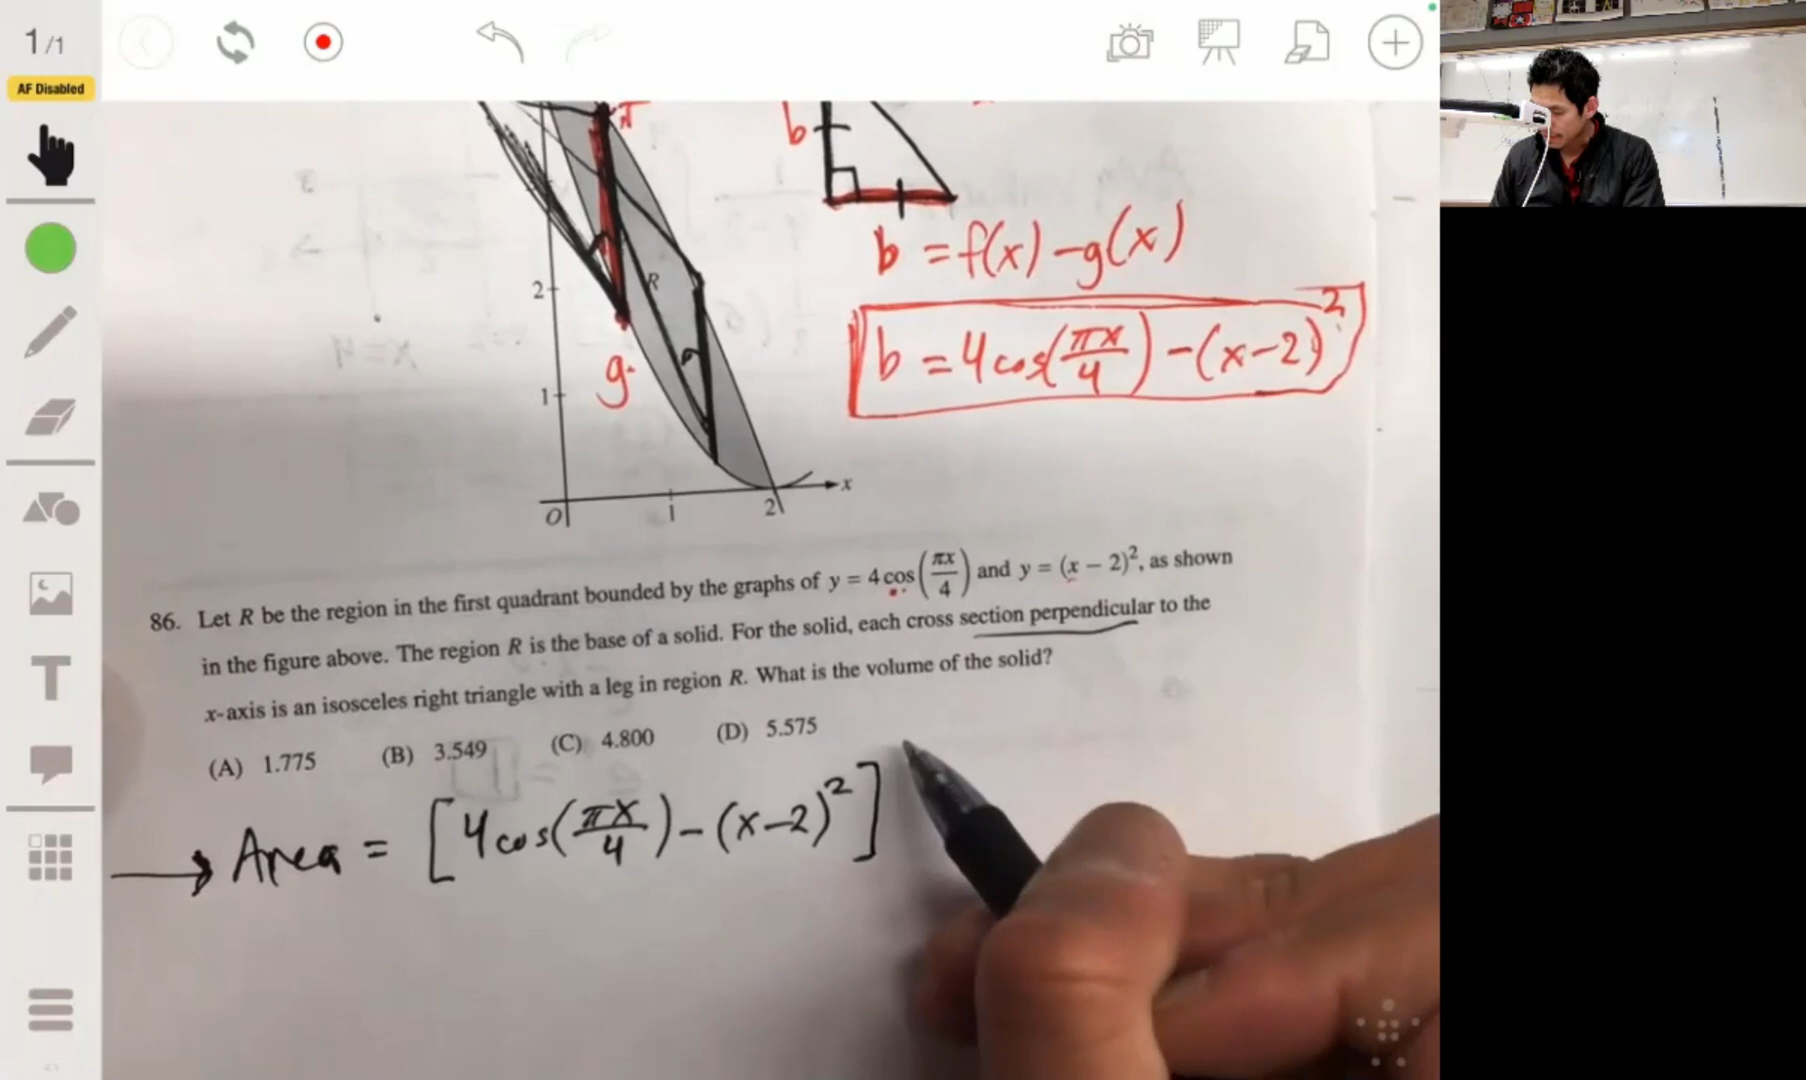 1/1
AF Disabled
π
b
b = f(x) - g(x)
b = 4cos(πx/4) - (x-2)²
2
R
g
1
x
O
1
2
86. Let R be the region in the first quadrant bounded by the graphs of y = 4 cos(πx/4) and y = (x − 2)², as shown
in the figure above. The region R is the base of a solid. For the solid, each cross section perpendicular to the
x-axis is an isosceles right triangle with a leg in region R. What is the volume of the solid?
(A) 1.775 (B) 3.549 (C) 4.800 (D) 5.575
→ Area = [4cos(πx/4) - (x-2)²]
T